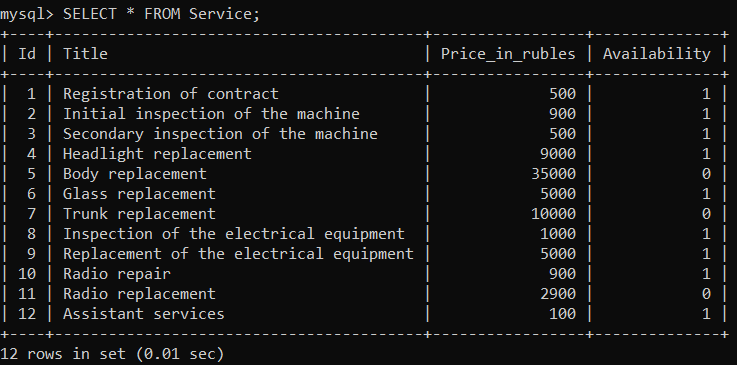 mysql> SELECT * FROM Service;
+----+----------------------------------------+----------------+--------------+
| Id | Title                                  | Price_in_rubles | Availability |
+----+----------------------------------------+----------------+--------------+
|  1 | Registration of contract               |             500 |            1 |
|  2 | Initial inspection of the machine      |             900 |            1 |
|  3 | Secondary inspection of the machine    |             500 |            1 |
|  4 | Headlight replacement                  |            9000 |            1 |
|  5 | Body replacement                       |           35000 |            0 |
|  6 | Glass replacement                      |            5000 |            1 |
|  7 | Trunk replacement                      |           10000 |            0 |
|  8 | Inspection of the electrical equipment  |            1000 |            1 |
|  9 | Replacement of the electrical equipment |            5000 |            1 |
| 10 | Radio repair                           |             900 |            1 |
| 11 | Radio replacement                      |            2900 |            0 |
| 12 | Assistant services                     |             100 |            1 |
+----+----------------------------------------+----------------+--------------+
12 rows in set (0.01 sec)